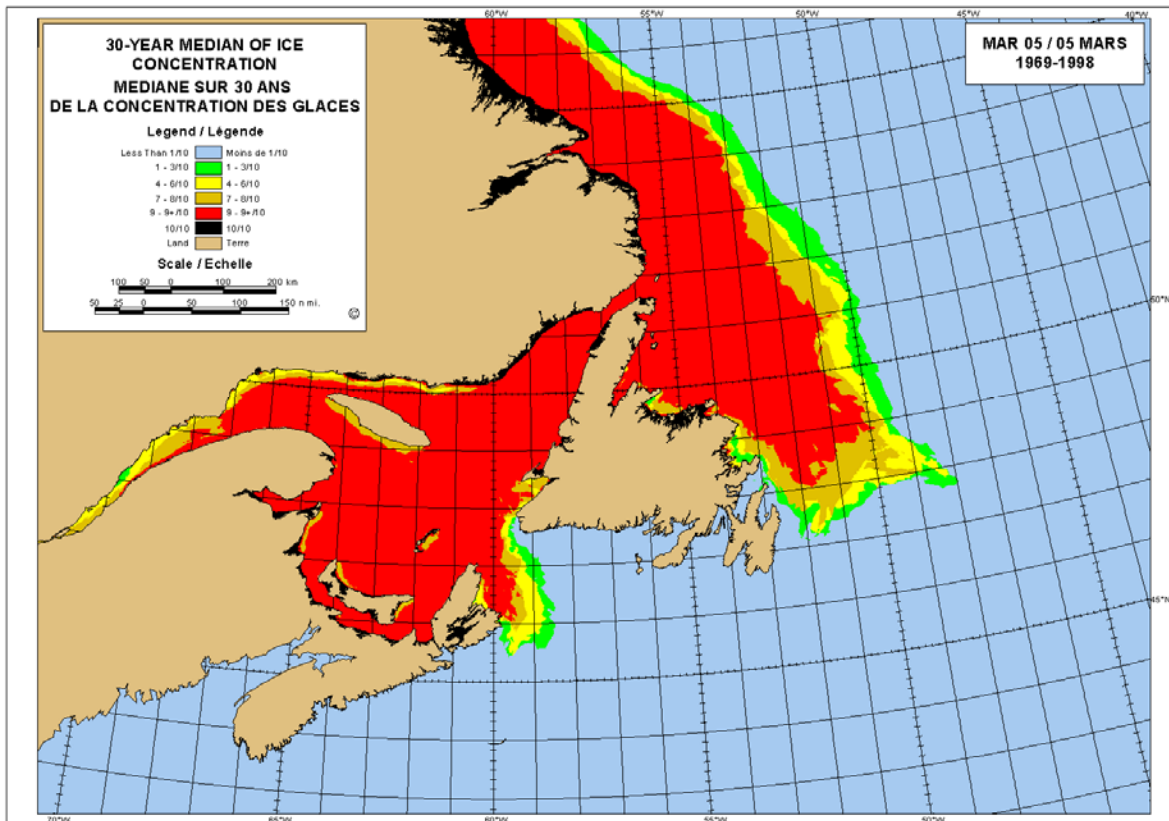 60°W 55°W 50°W 45°W 40°W
30-YEAR MEDIAN OF ICE
CONCENTRATION
MEDIANE SUR 30 ANS
DE LA CONCENTRATION DES GLACES
Legend / Légende
Less Than 1/10 Moins de 1/10
1 - 3/10 1 - 3/10
4 - 6/10 4 - 6/10
7 - 8/10 7 - 8/10
9 - 9+/10 9 - 9+/10
10/10 10/10
Land Terre
Scale / Echelle
100 50 0 100 200 km
50 25 0 50 100 150 n mi.
©
MAR 05 / 05 MARS
1969-1998
45°N
70°W 65°W 60°W 55°W 50°W